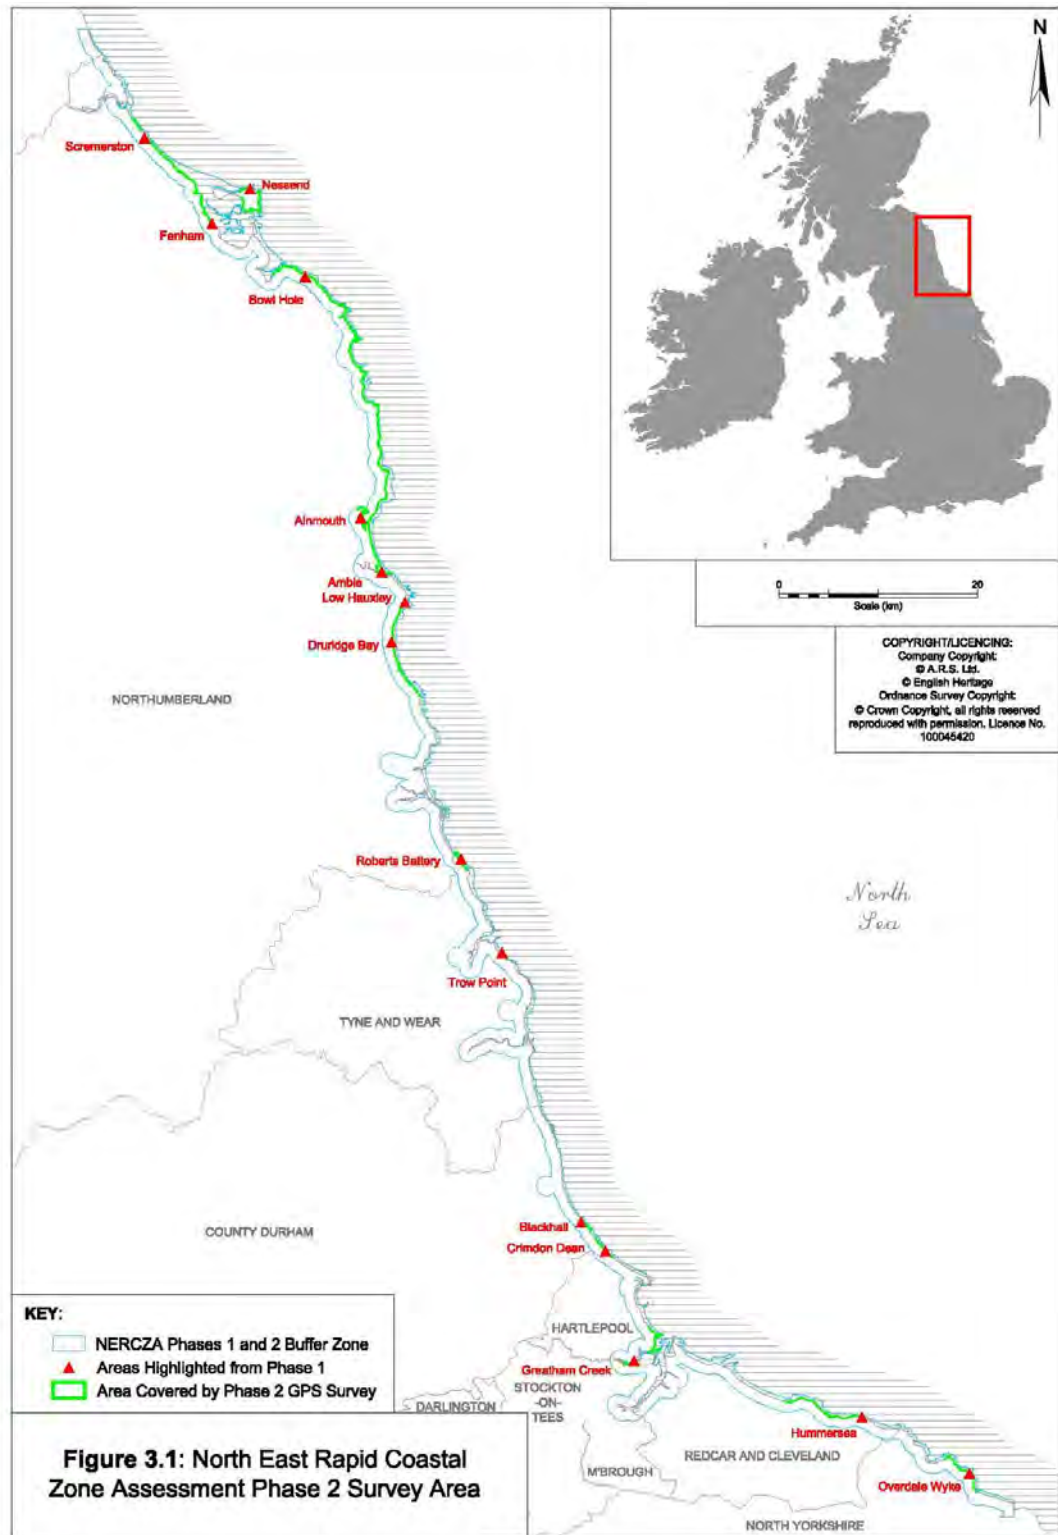 N
Scremerston
Nessend
Fenham
Bowl Hole
Alnmouth
Amble
Low Hauxley
Druridge Bay
0
20
Scale (km)
COPYRIGHT/LICENCING:
Company Copyright:
© A.R.S. Ltd.
© English Heritage
Ordnance Survey Copyright:
© Crown Copyright, all rights reserved
reproduced with permission. Licence No.
100045420
NORTHUMBERLAND
Roberts Battery
North
Sea
Trow Point
TYNE AND WEAR
Blackhall
COUNTY DURHAM
Crimdon Dean
KEY:
NERCZA Phases 1 and 2 Buffer Zone
Areas Highlighted from Phase 1
Area Covered by Phase 2 GPS Survey
HARTLEPOOL
Greatham Creek
STOCKTON
-ON-
TEES
DARLINGTON
Hummersea
REDCAR AND CLEVELAND
M'BROUGH
Overdale Wyke
NORTH YORKSHIRE
Figure 3.1: North East Rapid Coastal
Zone Assessment Phase 2 Survey Area